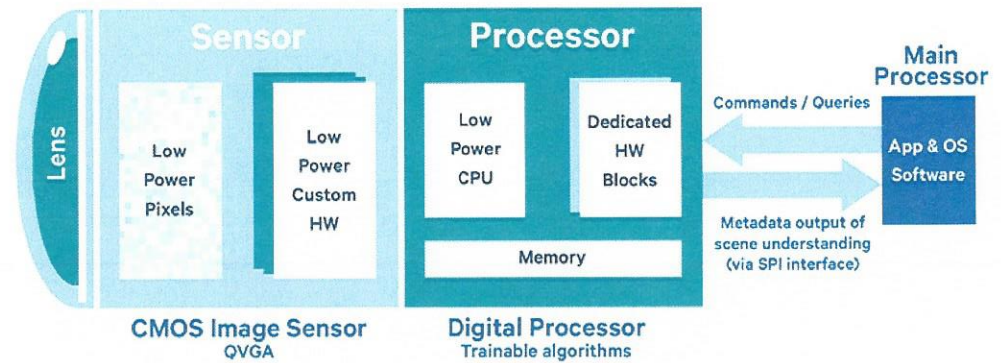 Sensor
Processor
Main
Processor
Lens
Low
Power
Pixels
Low
Power
Custom
HW
Low
Power
CPU
Dedicated
HW
Blocks
Memory
Commands / Queries
App & OS
Software
Metadata output of
scene understanding
(via SPI interface)
CMOS Image Sensor
QVGA
Digital Processor
Trainable algorithms